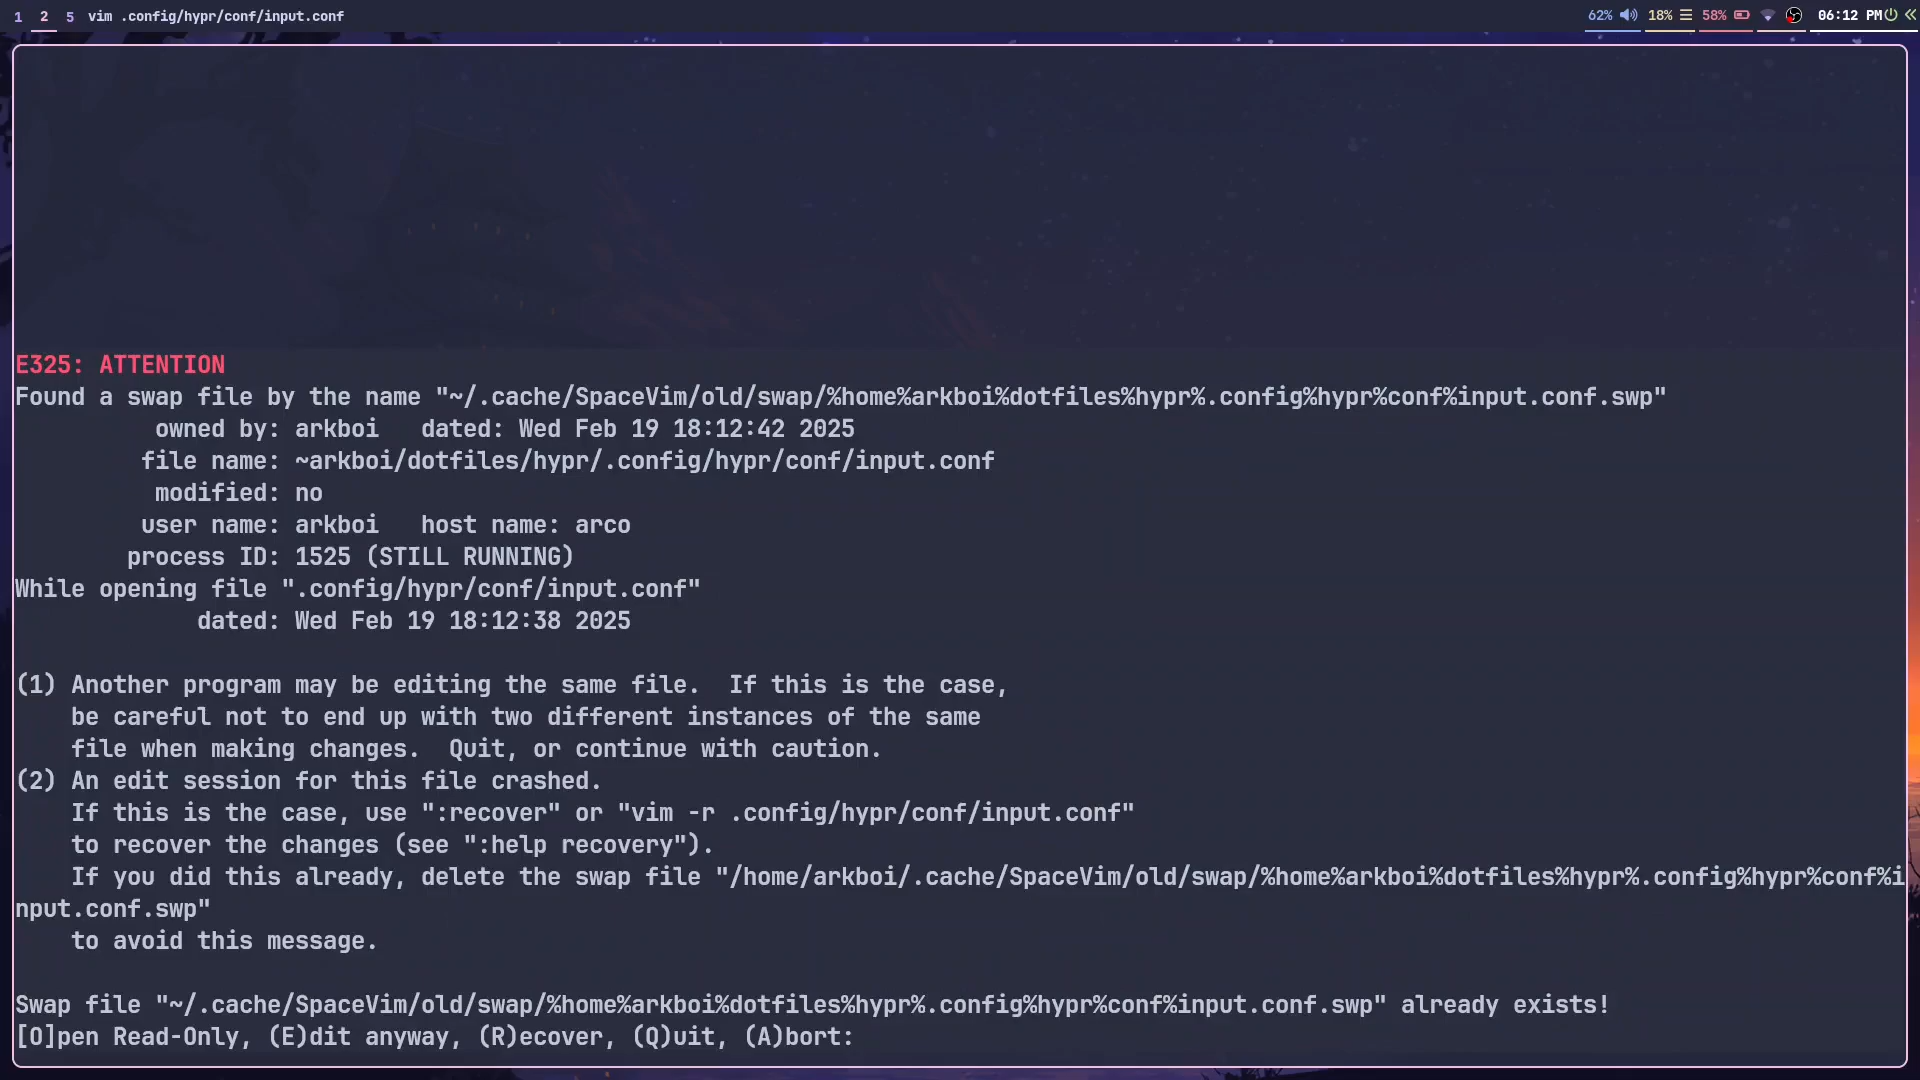 1 2 5 vim .config/hypr/conf/input.conf 62% 18% 58% 06:12 PM
E325: ATTENTION
Found a swap file by the name "~/.cache/SpaceVim/old/swap/%home%arkboi%dotfiles%hypr%.config%hypr%conf%input.conf.swp"
          owned by: arkboi   dated: Wed Feb 19 18:12:42 2025
         file name: ~arkboi/dotfiles/hypr/.config/hypr/conf/input.conf
          modified: no
         user name: arkboi   host name: arco
        process ID: 1525 (STILL RUNNING)
While opening file ".config/hypr/conf/input.conf"
             dated: Wed Feb 19 18:12:38 2025

(1) Another program may be editing the same file.  If this is the case,
    be careful not to end up with two different instances of the same
    file when making changes.  Quit, or continue with caution.
(2) An edit session for this file crashed.
    If this is the case, use ":recover" or "vim -r .config/hypr/conf/input.conf"
    to recover the changes (see ":help recovery").
    If you did this already, delete the swap file "/home/arkboi/.cache/SpaceVim/old/swap/%home%arkboi%dotfiles%hypr%.config%hypr%conf%i
nput.conf.swp"
    to avoid this message.

Swap file "~/.cache/SpaceVim/old/swap/%home%arkboi%dotfiles%hypr%.config%hypr%conf%input.conf.swp" already exists!
[O]pen Read-Only, (E)dit anyway, (R)ecover, (Q)uit, (A)bort: